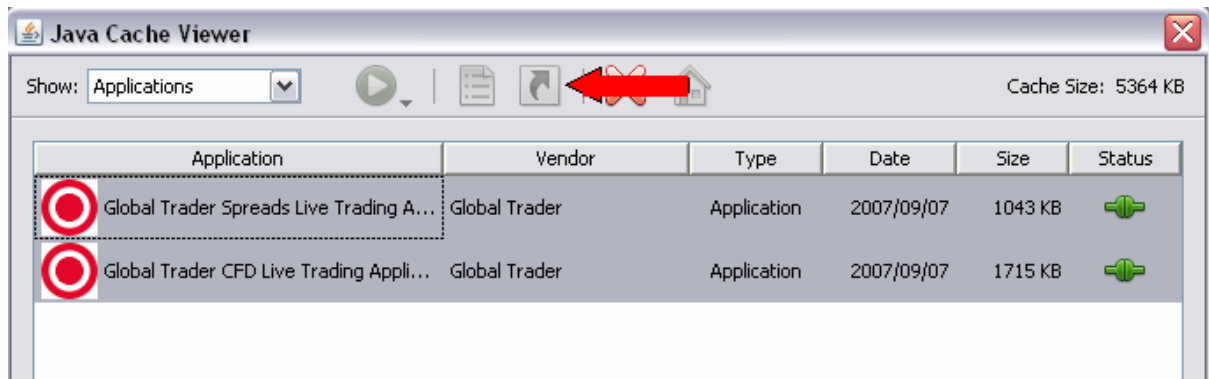 Java Cache Viewer
Show: Applications Cache Size: 5364 KB
Application Vendor Type Date Size Status
Global Trader Spreads Live Trading A... Global Trader Application 2007/09/07 1043 KB
Global Trader CFD Live Trading Appli... Global Trader Application 2007/09/07 1715 KB